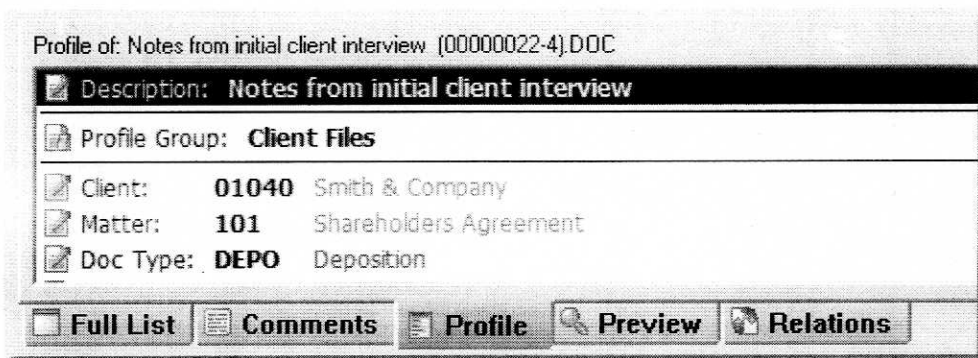 Profile of: Notes from initial client interview (00000022-4).DOC
Description: Notes from initial client interview
Profile Group: Client Files
Client: 01040 Smith & Company
Matter: 101 Shareholders Agreement
Doc Type: DEPO Deposition
Full List Comments Profile Preview Relations